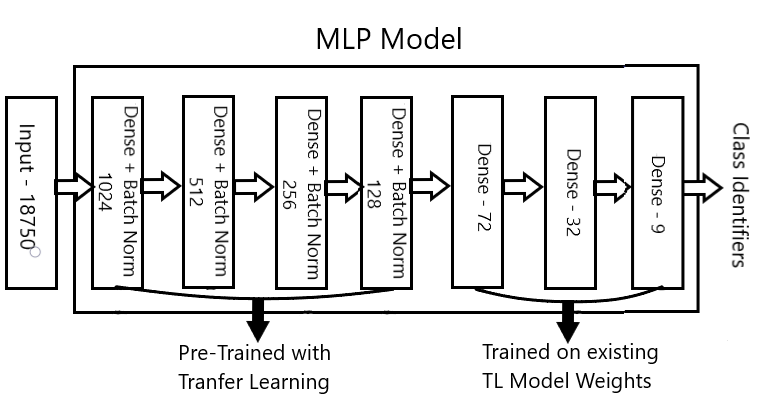 MLP Model
Input - 18750
Dense + Batch Norm
1024
Dense + Batch Norm
512
Dense + Batch Norm
256
Dense + Batch Norm
128
Dense - 72
Dense - 32
Dense - 9
Class Identifiers
Pre-Trained with
Tranfer Learning
Trained on existing
TL Model Weights